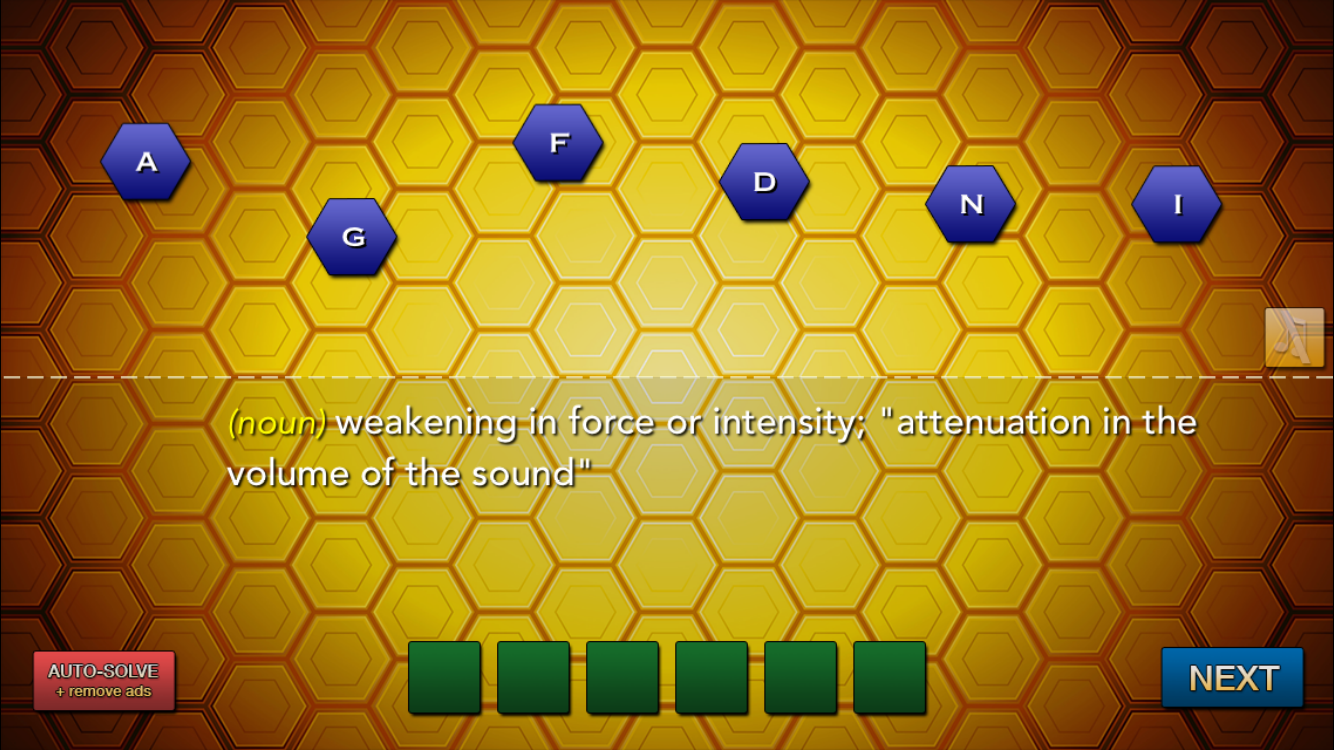 A
G
F
D
N
I
(noun) weakening in force or intensity; "attenuation in the
volume of the sound"
AUTO-SOLVE
+ remove ads
NEXT